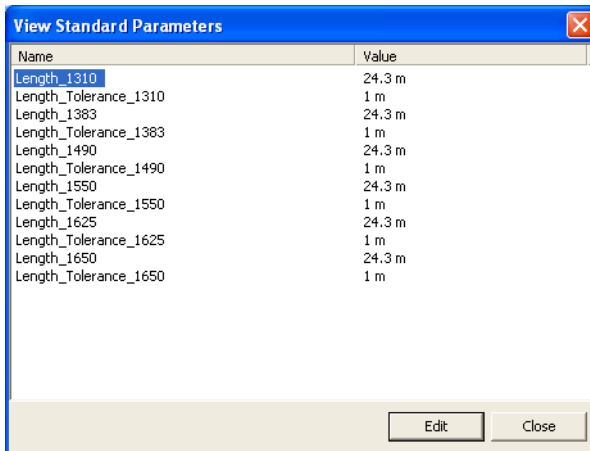 View Standard Parameters
Name Value
Length_1310 24.3 m
Length_Tolerance_1310 1 m
Length_1383 24.3 m
Length_Tolerance_1383 1 m
Length_1490 24.3 m
Length_Tolerance_1490 1 m
Length_1550 24.3 m
Length_Tolerance_1550 1 m
Length_1625 24.3 m
Length_Tolerance_1625 1 m
Length_1650 24.3 m
Length_Tolerance_1650 1 m
Edit Close